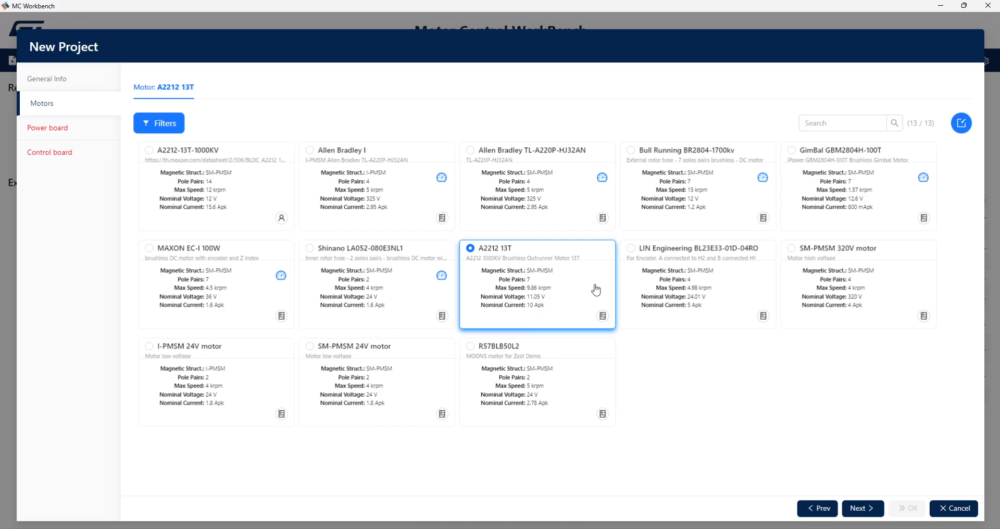 MC Workbench
New Project
General Info
Motors
Power board
Control board
Motor: A2212 13T
Filters
Search
(13 / 13)
A2212-13T-1000KV
https://th.mouser.com/datasheet/2/306/BLDC A2212 1...
Magnetic Struct.: SM-PMSM
Pole Pairs: 14
Max Speed: 12 krpm
Nominal Voltage: 12 V
Nominal Current: 15.6 Apk
Allen Bradley I
I-PMSM Allen Bradley TL-A220P-HJ32AN
Magnetic Struct.: I-PMSM
Pole Pairs: 4
Max Speed: 5 krpm
Nominal Voltage: 325 V
Nominal Current: 2.95 Apk
Allen Bradley TL-A220P-HJ32AN
TL-A220P-HJ32AN
Magnetic Struct.: SM-PMSM
Pole Pairs: 4
Max Speed: 5 krpm
Nominal Voltage: 325 V
Nominal Current: 2.95 Apk
Bull Running BR2804-1700kv
External rotor type - 7 poles pairs brushless - DC motor
Magnetic Struct.: SM-PMSM
Pole Pairs: 7
Max Speed: 15 krpm
Nominal Voltage: 12 V
Nominal Current: 1.2 Apk
GimBal GBM2804H-100T
iPower GBM2804H-100T Brushless Gimbal Motor
Magnetic Struct.: SM-PMSM
Pole Pairs: 7
Max Speed: 1.57 krpm
Nominal Voltage: 12.6 V
Nominal Current: 800 mApk
MAXON EC-I 100W
brushless DC motor with encoder and Z Index
Magnetic Struct.: SM-PMSM
Pole Pairs: 7
Max Speed: 4.5 krpm
Nominal Voltage: 36 V
Nominal Current: 1.6 Apk
Shinano LA052-080E3NL1
Inner rotor type - 2 poles pairs - brushless DC motor wi...
Magnetic Struct.: SM-PMSM
Pole Pairs: 2
Max Speed: 4 krpm
Nominal Voltage: 24 V
Nominal Current: 1.6 Apk
A2212 13T
A2212 1000KV Brushless Outrunner Motor 13T
Magnetic Struct.: SM-PMSM
Pole Pairs: 7
Max Speed: 9.86 krpm
Nominal Voltage: 11.05 V
Nominal Current: 10 Apk
LIN Engineering BL23E33-01D-04RO
For Encoder, A connected to H2 and B connected H1
Magnetic Struct.: SM-PMSM
Pole Pairs: 4
Max Speed: 4.98 krpm
Nominal Voltage: 24.01 V
Nominal Current: 5 Apk
SM-PMSM 320V motor
Motor high voltage
Magnetic Struct.: SM-PMSM
Pole Pairs: 4
Max Speed: 4 krpm
Nominal Voltage: 320 V
Nominal Current: 4 Apk
I-PMSM 24V motor
Motor low voltage
Magnetic Struct.: I-PMSM
Pole Pairs: 2
Max Speed: 4 krpm
Nominal Voltage: 24 V
Nominal Current: 1.8 Apk
SM-PMSM 24V motor
Motor low voltage
Magnetic Struct.: SM-PMSM
Pole Pairs: 2
Max Speed: 4 krpm
Nominal Voltage: 24 V
Nominal Current: 1.8 Apk
R57BLB50L2
MOONS motor for Zest Demo
Magnetic Struct.: SM-PMSM
Pole Pairs: 2
Max Speed: 5 krpm
Nominal Voltage: 24 V
Nominal Current: 2.78 Apk
Prev
Next
OK
Cancel